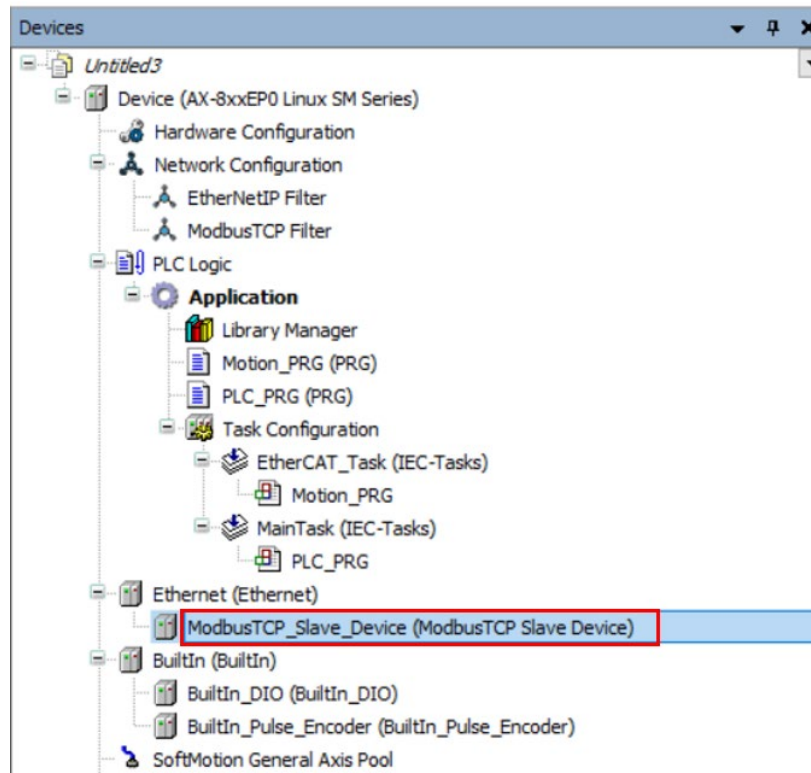 Devices
Untitled3
Device (AX-8xxEP0 Linux SM Series)
Hardware Configuration
Network Configuration
EtherNetIP Filter
ModbusTCP Filter
PLC Logic
Application
Library Manager
Motion_PRG (PRG)
PLC_PRG (PRG)
Task Configuration
EtherCAT_Task (IEC-Tasks)
Motion_PRG
MainTask (IEC-Tasks)
PLC_PRG
Ethernet (Ethernet)
ModbusTCP_Slave_Device (ModbusTCP Slave Device)
BuiltIn (BuiltIn)
BuiltIn_DIO (BuiltIn_DIO)
BuiltIn_Pulse_Encoder (BuiltIn_Pulse_Encoder)
SoftMotion General Axis Pool